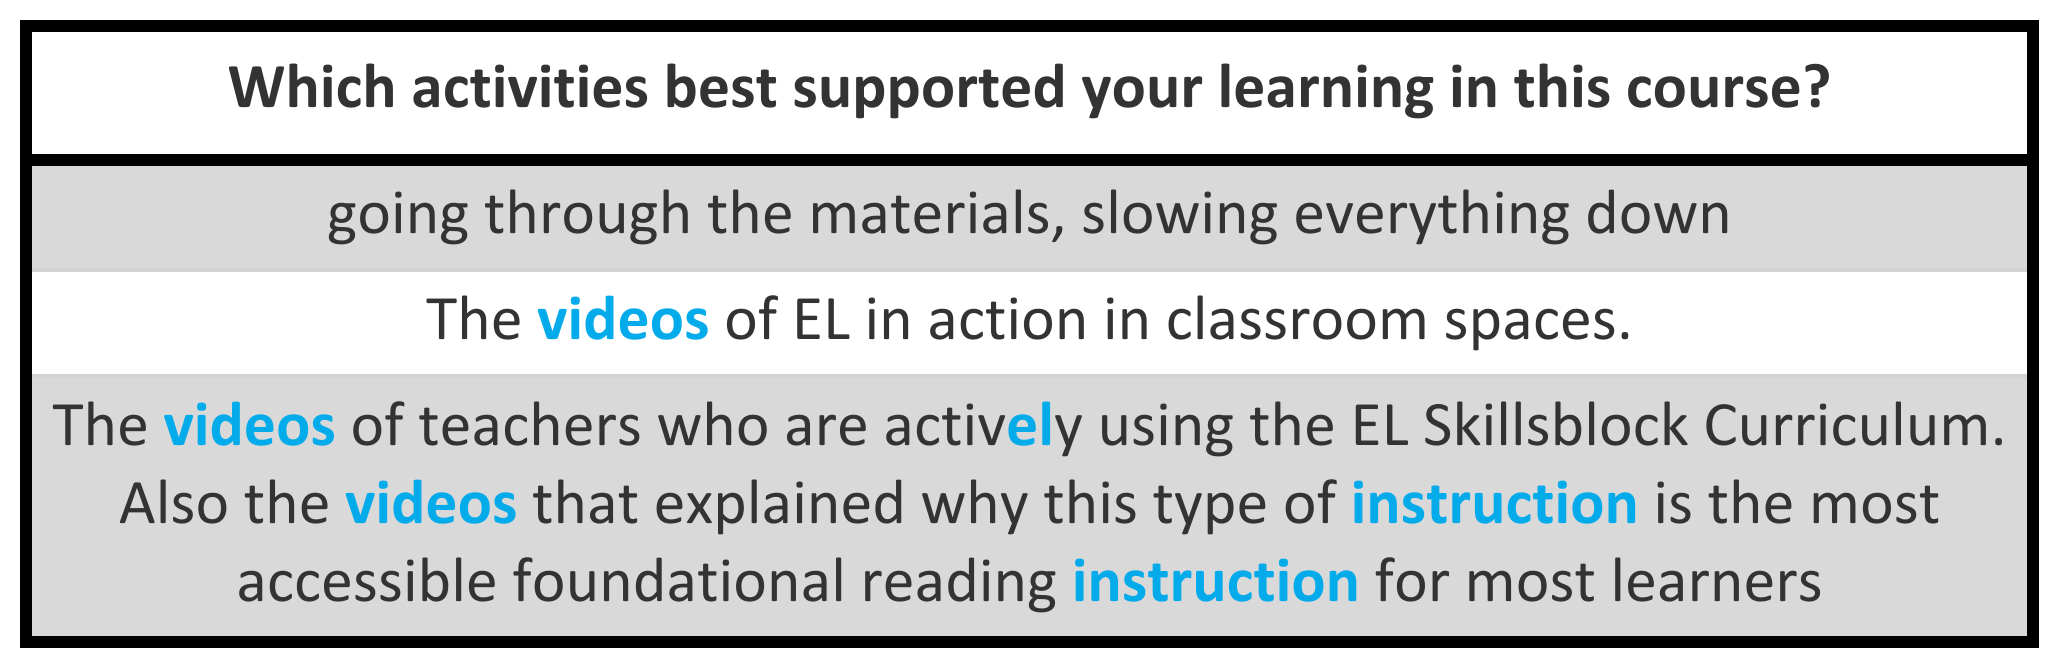 Which activities best supported your learning in this course?
going through the materials, slowing everything down
The videos of EL in action in classroom spaces.
The videos of teachers who are actively using the EL Skillsblock Curriculum.
Also the videos that explained why this type of instruction is the most
accessible foundational reading instruction for most learners